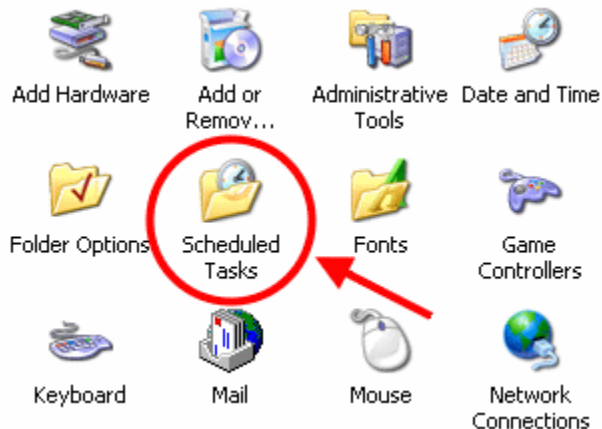 Add Hardware
Add or
Remov...
Administrative
Tools
Date and Time
Folder Options
Scheduled
Tasks
Fonts
Game
Controllers
Keyboard
Mail
Mouse
Network
Connections